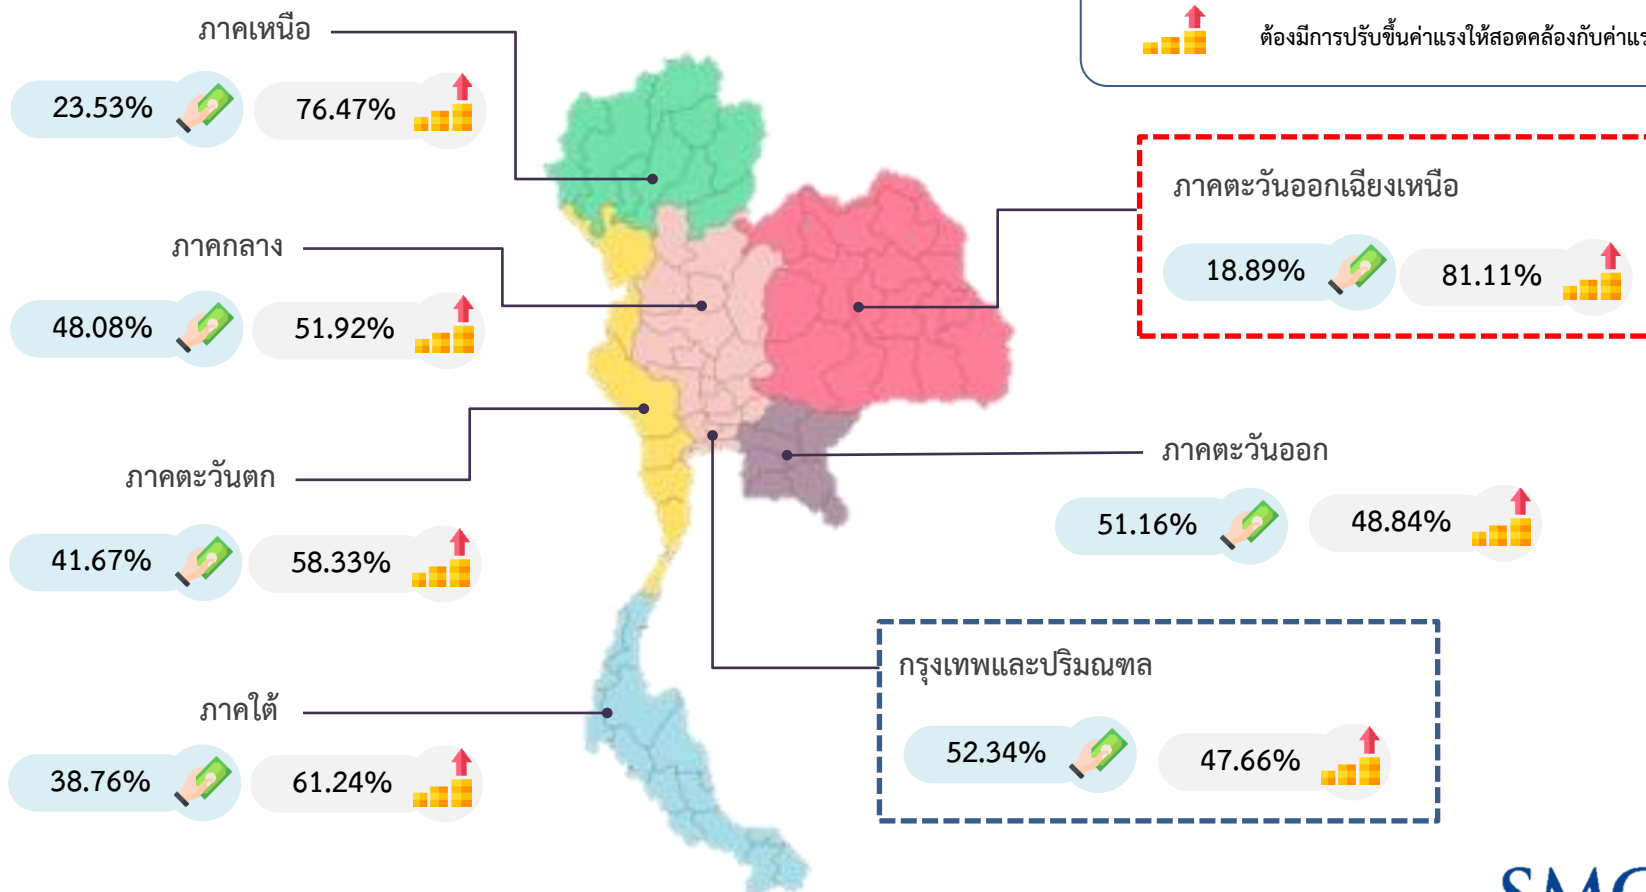 ภาคเหนือ
23.53%
76.47%
ต้องมีการปรับขึ้นค่าแรงให้สอดคล้องกับ
ภาคตะวันออกเฉียงเหนือ
18.89%
81.11%
ภาคกลาง
48.08%
51.92%
ภาคตะวันตก
41.67%
58.33%
ภาคตะวันออก
51.16%
48.84%
กรุงเทพและปริมณฑล
52.34%
47.66%
ภาคใต้
38.76%
61.24%